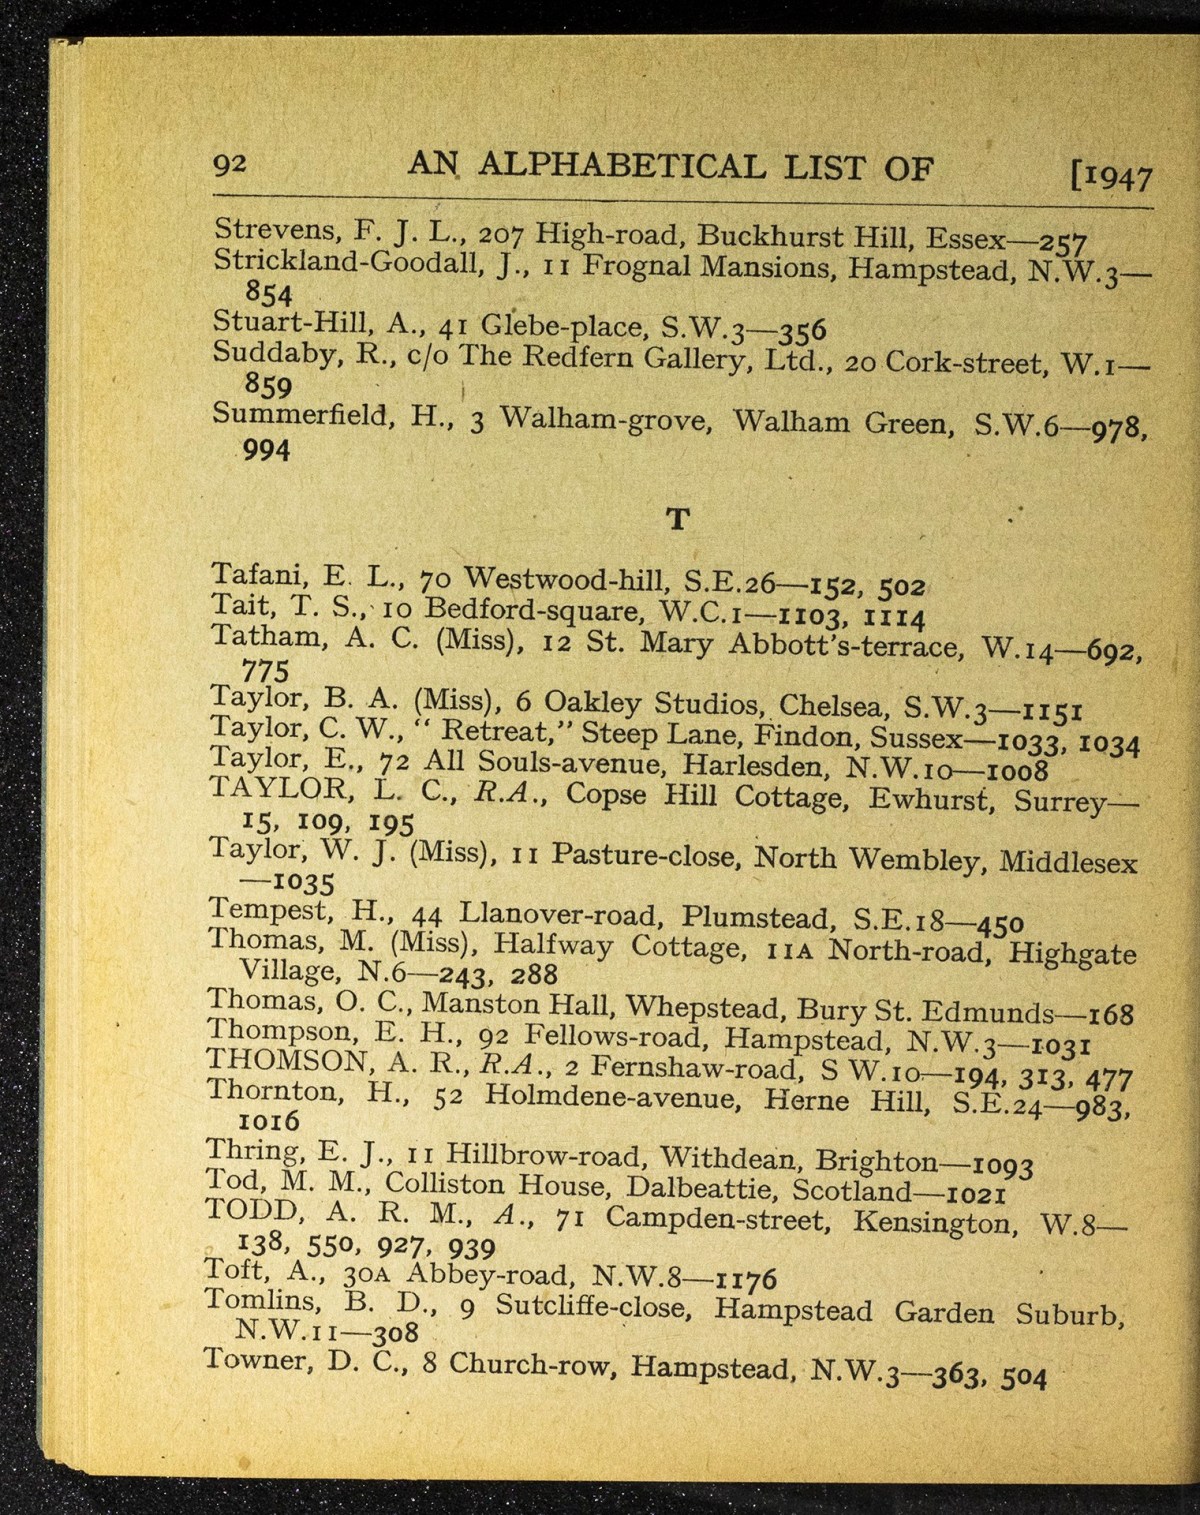 92 AN ALPHABETICAL LIST OF [1947
Strevens, F. J. L., 207 High-road, Buckhurst Hill, Essex—257
Strickland-Goodall, J., 11 Frognal Mansions, Hampstead, N.W.3—
854
Stuart-Hill, A., 41 Glebe-place, S.W.3—356
Suddaby, R., c/o The Redfern Gallery, Ltd., 20 Cork-street, W.1—
859
Summerfield, H., 3 Walham-grove, Walham Green, S.W.6—978,
994
T
Tafani, E. L., 70 Westwood-hill, S.E.26—152, 502
Tait, T. S., 10 Bedford-square, W.C.1—1103, 1114
Tatham, A. C. (Miss), 12 St. Mary Abbott's-terrace, W.14—692,
775
Taylor, B. A. (Miss), 6 Oakley Studios, Chelsea, S.W.3—1151
Taylor, C. W., “ Retreat,” Steep Lane, Findon, Sussex—1033, 1034
Taylor, E., 72 All Souls-avenue, Harlesden, N.W.10—1008
TAYLOR, L. C., R.A., Copse Hill Cottage, Ewhurst, Surrey—
15, 109, 195
Taylor, W. J. (Miss), 11 Pasture-close, North Wembley, Middlesex
—1035
Tempest, H., 44 Llanover-road, Plumstead, S.E.18—450
Thomas, M. (Miss), Halfway Cottage, 11A North-road, Highgate
Village, N.6—243, 288
Thomas, O. C., Manston Hall, Whepstead, Bury St. Edmunds—168
Thompson, E. H., 92 Fellows-road, Hampstead, N.W.3—1031
THOMSON, A. R., R.A., 2 Fernshaw-road, S W.10—194, 313, 477
Thornton, H., 52 Holmdene-avenue, Herne Hill, S.E.24—983,
1016
Thring, E. J., 11 Hillbrow-road, Withdean, Brighton—1093
Tod, M. M., Colliston House, Dalbeattie, Scotland—1021
TODD, A. R. M., A., 71 Campden-street, Kensington, W.8—
138, 550, 927, 939
Toft, A., 30A Abbey-road, N.W.8—1176
Tomlins, B. D., 9 Sutcliffe-close, Hampstead Garden Suburb,
N.W.11—308
Towner, D. C., 8 Church-row, Hampstead, N.W.3—363, 504